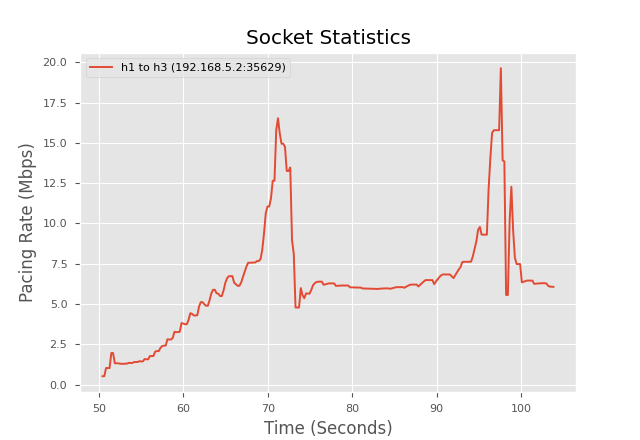 Socket Statistics
h1 to h3 (192.168.5.2:35629)
Pacing Rate (Mbps)
20.0
17.5
15.0
12.5
10.0
7.5
5.0
2.5
0.0
50 60 70 80 90 100
Time (Seconds)